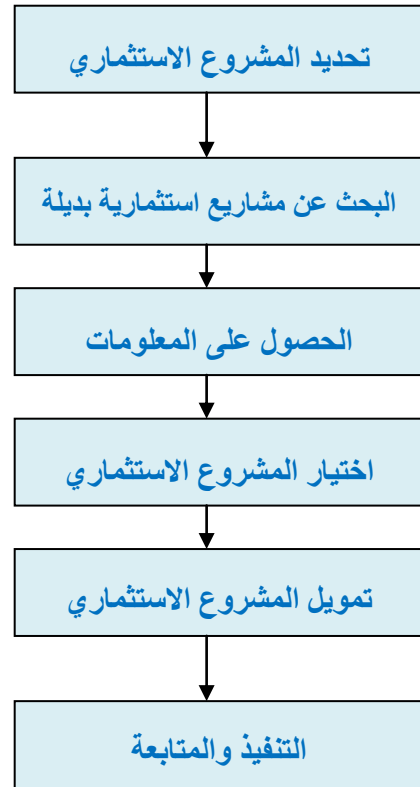 تحديد المشروع الاستثماري
البحث عن مشاريع استثمارية بديلة
الحصول على المعلومات
اختيار المشروع الاستثماري
تمويل المشروع الاستثماري
التنفيذ والمتابعة